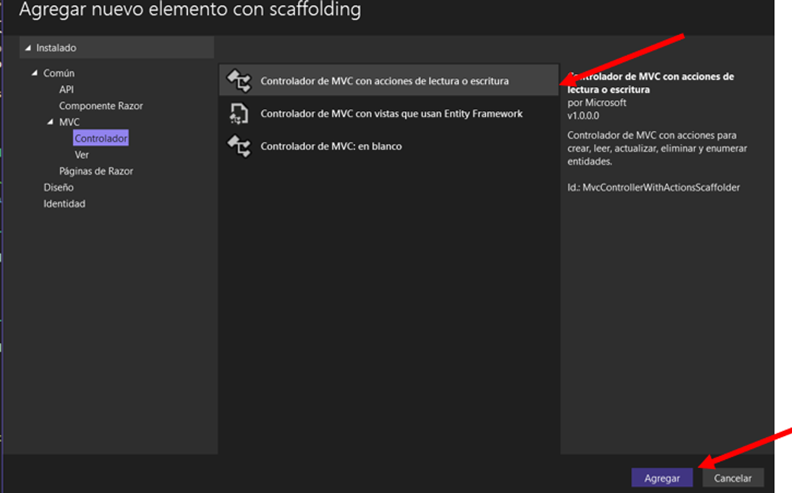 Agregar nuevo elemento con scaffolding
Instalado
Común
API
Componente Razor
MVC
Controlador
Ver
Páginas de Razor
Diseño
Identidad
Controlador de MVC con acciones de lectura o escritura
Controlador de MVC con vistas que usan Entity Framework
Controlador de MVC: en blanco
Controlador de MVC con acciones de
lectura o escritura
por Microsoft
v1.0.0.0
Controlador de MVC con acciones para
crear, leer, actualizar, eliminar y enumerar
entidades.
Id.: MvcControllerWithActionsScaffolder
Agregar
Cancelar